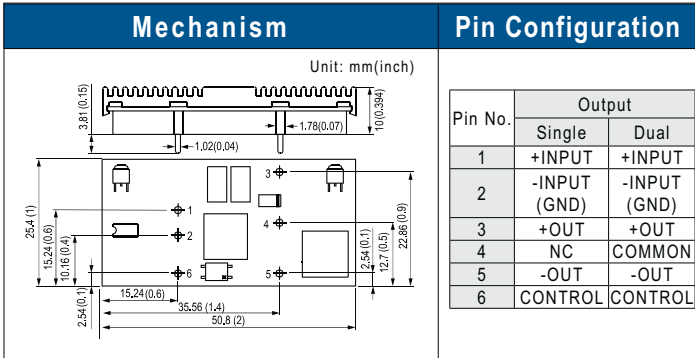 Mechanism
Pin Configuration
Unit: mm(inch)
3.81 (0.15)
1.02(0.04)
1.78(0.07)
10(0.394)
25.4 (1)
15.24 (0.6)
10.16 (0.4)
2.54(0.1)
1
2
6
3
4
5
2.54 (0.1)
12.7 (0.5)
22.86 (0.9)
15.24(0.6)
35.56 (1.4)
50.8 (2)
Pin No. Output
Single Dual
1 +INPUT +INPUT
2 -INPUT (GND) -INPUT (GND)
3 +OUT +OUT
4 NC COMMON
5 -OUT -OUT
6 CONTROL CONTROL